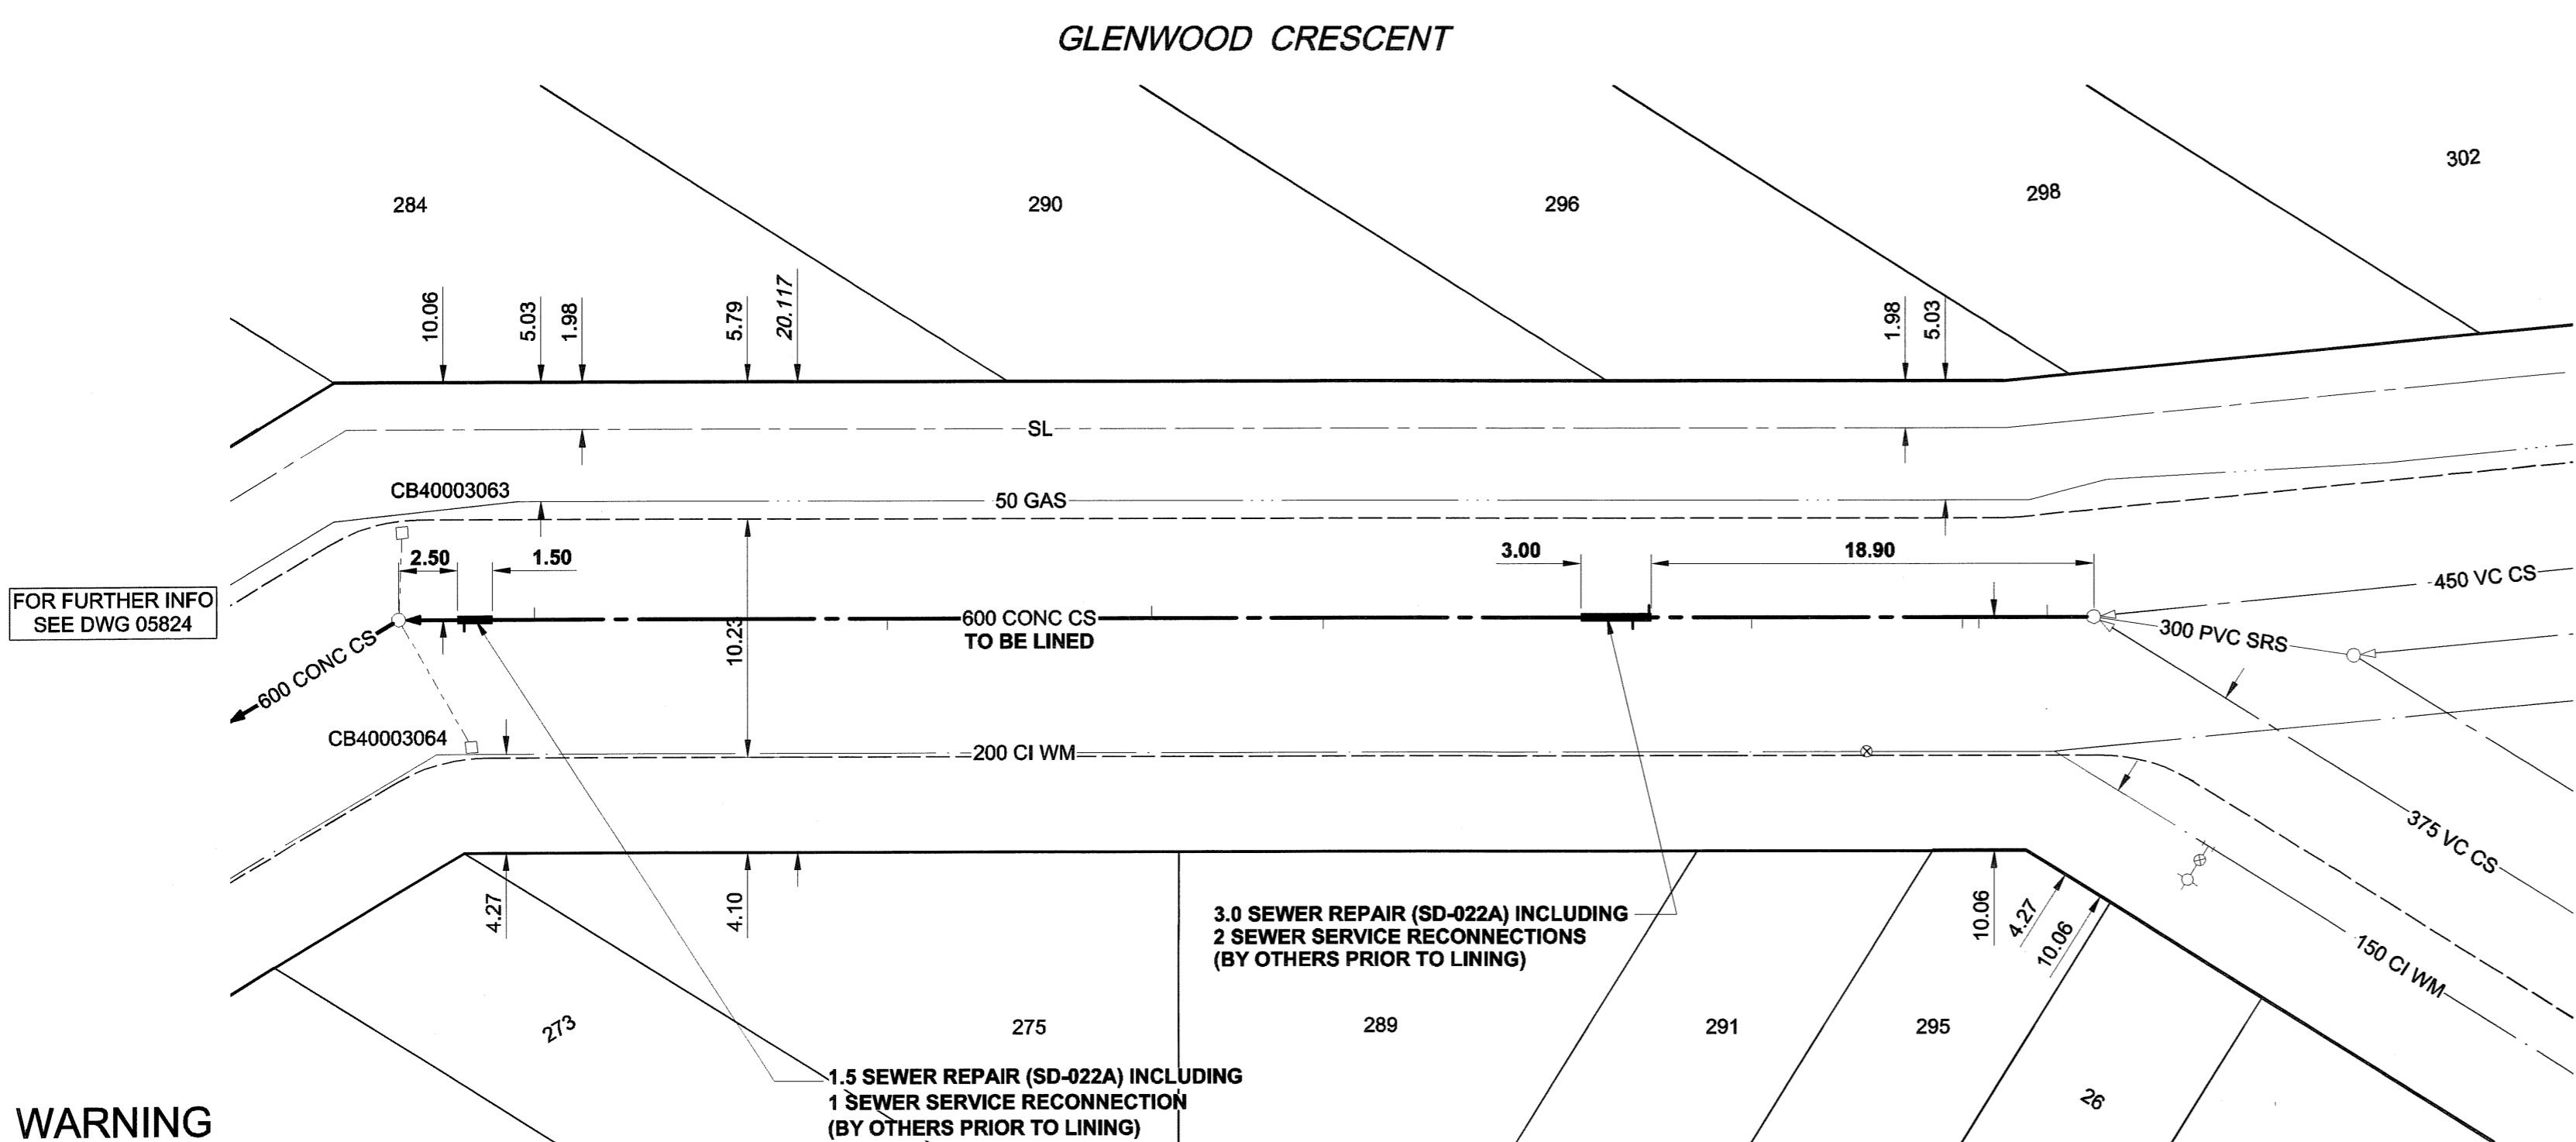 GLENWOOD CRESCENT
302
298
284
290
296
10.06
5.03
1.98
5.79
20.117
1.98
5.03
SL
CB40003063
50 GAS
2.50
1.50
3.00
18.90
450 VC CS
FOR FURTHER INFO
SEE DWG 05824
600 CONC CS
TO BE LINED
10.23
300 PVC SRS
600 CONC CS
CB40003064
200 CI WM
375 VC CS
4.27
4.10
3.0 SEWER REPAIR (SD-022A) INCLUDING
2 SEWER SERVICE RECONNECTIONS
(BY OTHERS PRIOR TO LINING)
10.06
4.27
10.06
150 CI WM
273
275
289
291
295
26
1.5 SEWER REPAIR (SD-022A) INCLUDING
1 SEWER SERVICE RECONNECTION
(BY OTHERS PRIOR TO LINING)
WARNING